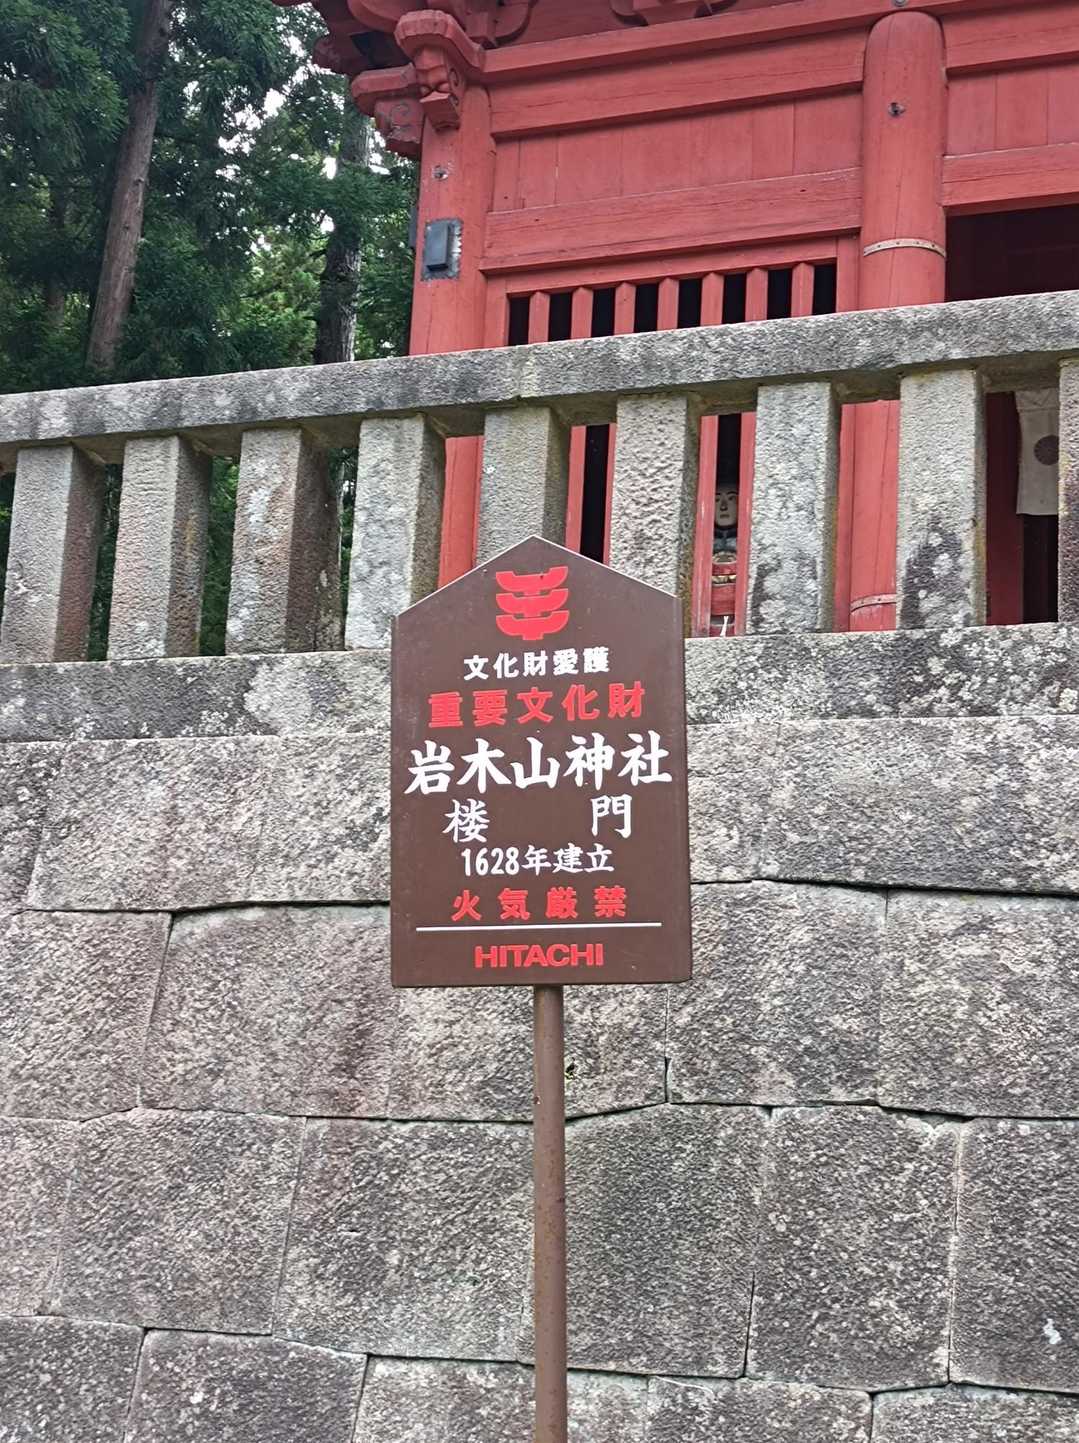 文化財愛護
重要文化財
岩木山神社
楼門
1628年建立
火気厳禁
HITACHI